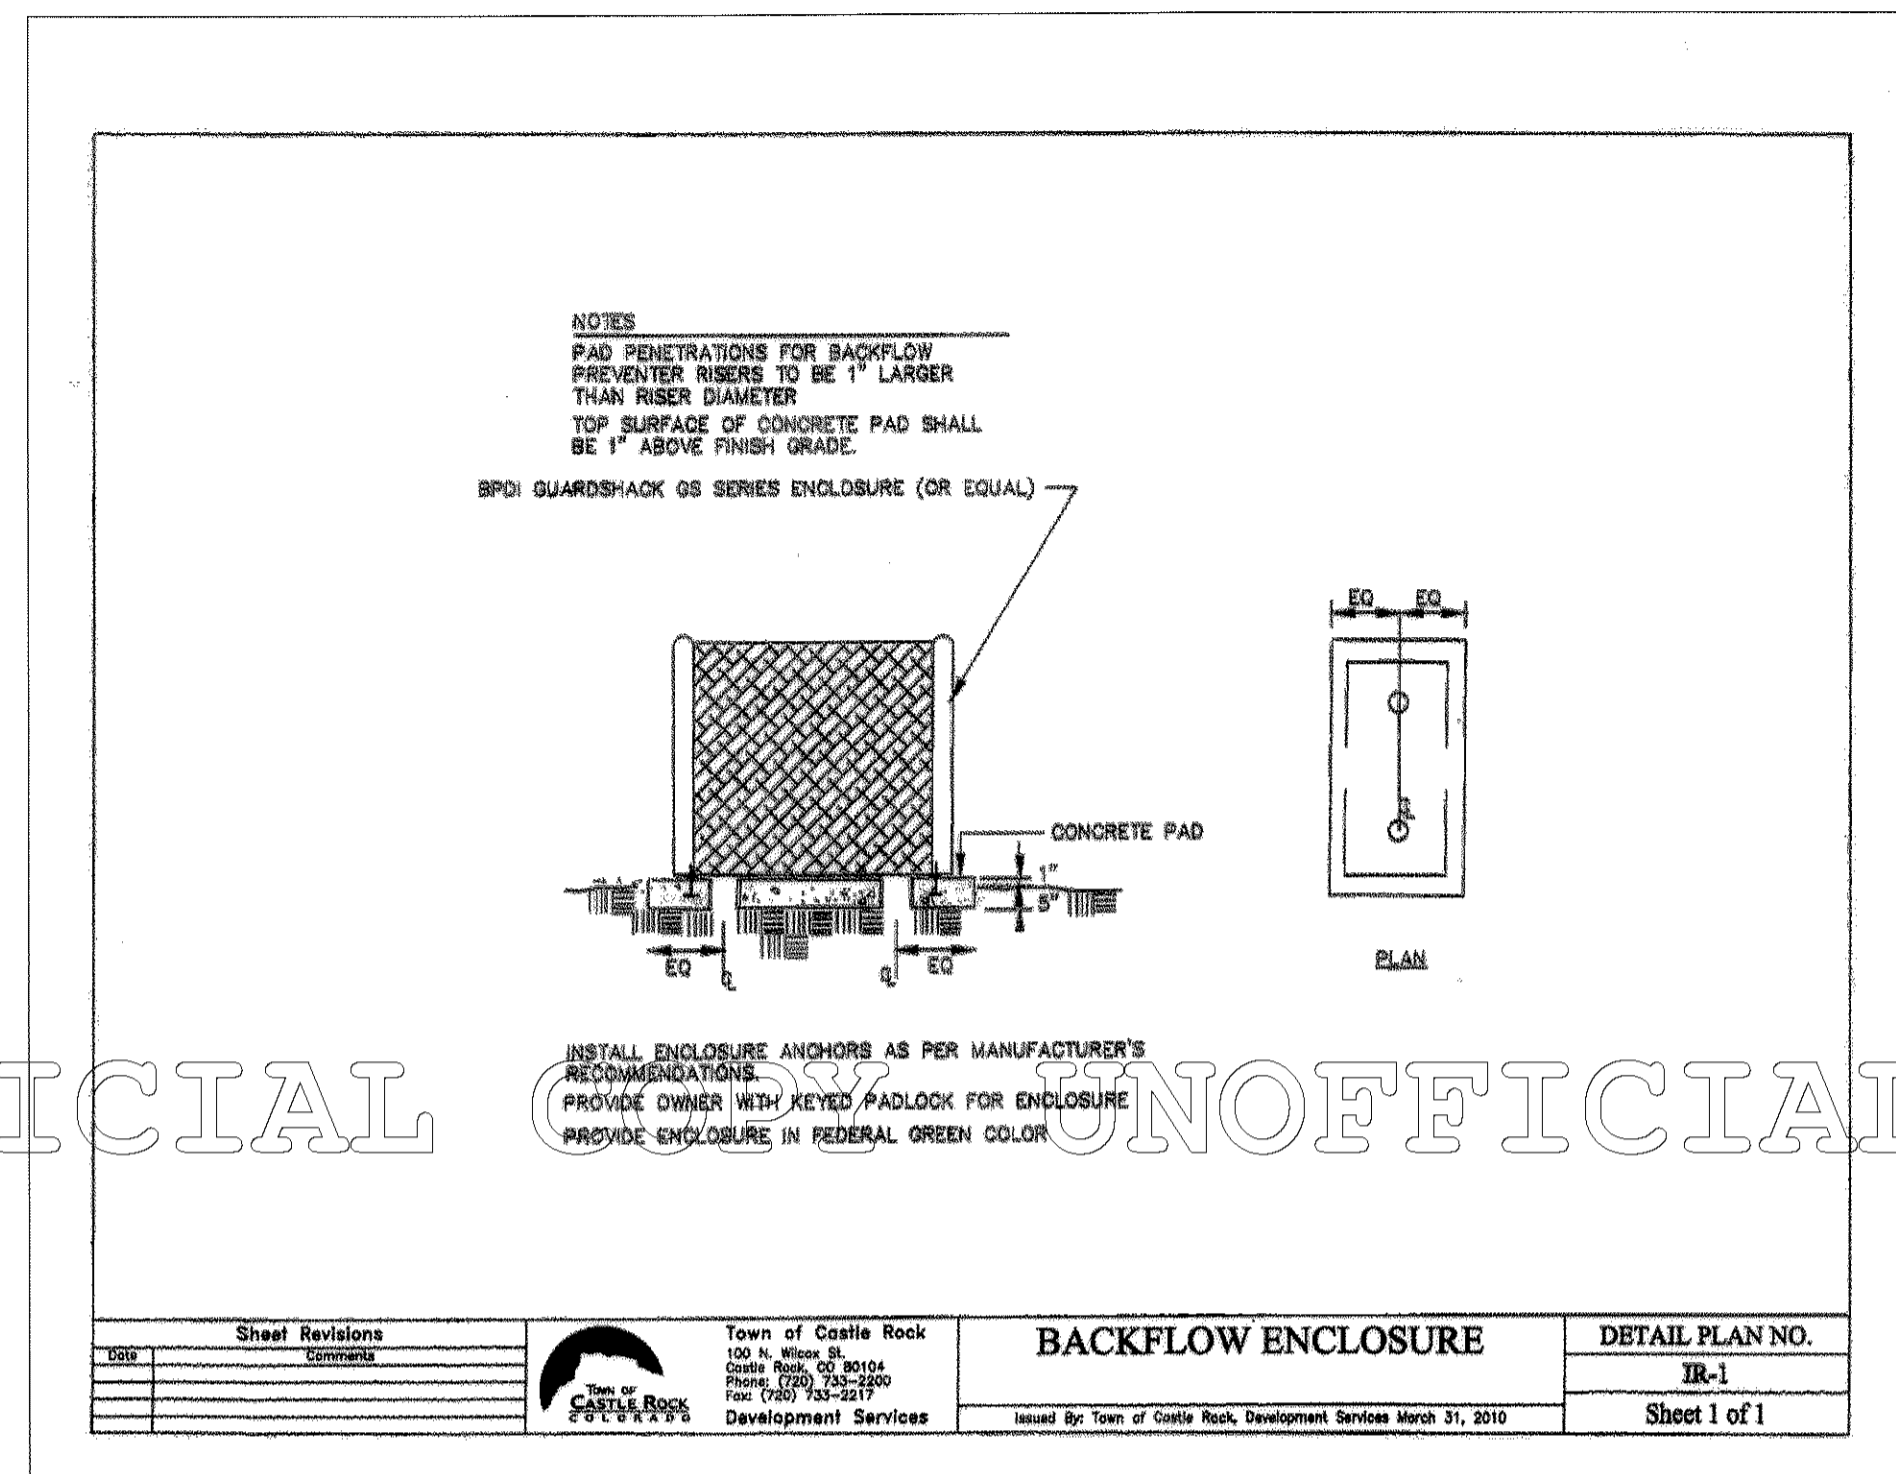 NOTES
PAD PENETRATIONS FOR BACKFLOW
PREVENTER RISERS TO BE 1" LARGER
THAN RISER DIAMETER
TOP SURFACE OF CONCRETE PAD SHALL
BE 1" ABOVE FINISH GRADE.
BPDI GUARDSHACK GS SERIES ENCLOSURE (OR EQUAL)
EQ EQ
CONCRETE PAD
1"
5"
EQ
EQ
PLAN
INSTALL ENCLOSURE ANCHORS AS PER MANUFACTURER'S
RECOMMENDATIONS.
PROVIDE OWNER WITH KEYED PADLOCK FOR ENCLOSURE
PROVIDE ENCLOSURE IN FEDERAL GREEN COLOR
ICIAL COPY UNOFFICIAL
Sheet Revisions
Date Comments
TOWN OF
CASTLE ROCK
COLORADO
Town of Castle Rock
100 N. Wilcox St.
Castle Rock, CO 80104
Phone: (720) 733-2200
Fax: (720) 733-2217
Development Services
BACKFLOW ENCLOSURE
Issued By: Town of Castle Rock, Development Services March 31, 2010
DETAIL PLAN NO.
IR-1
Sheet 1 of 1